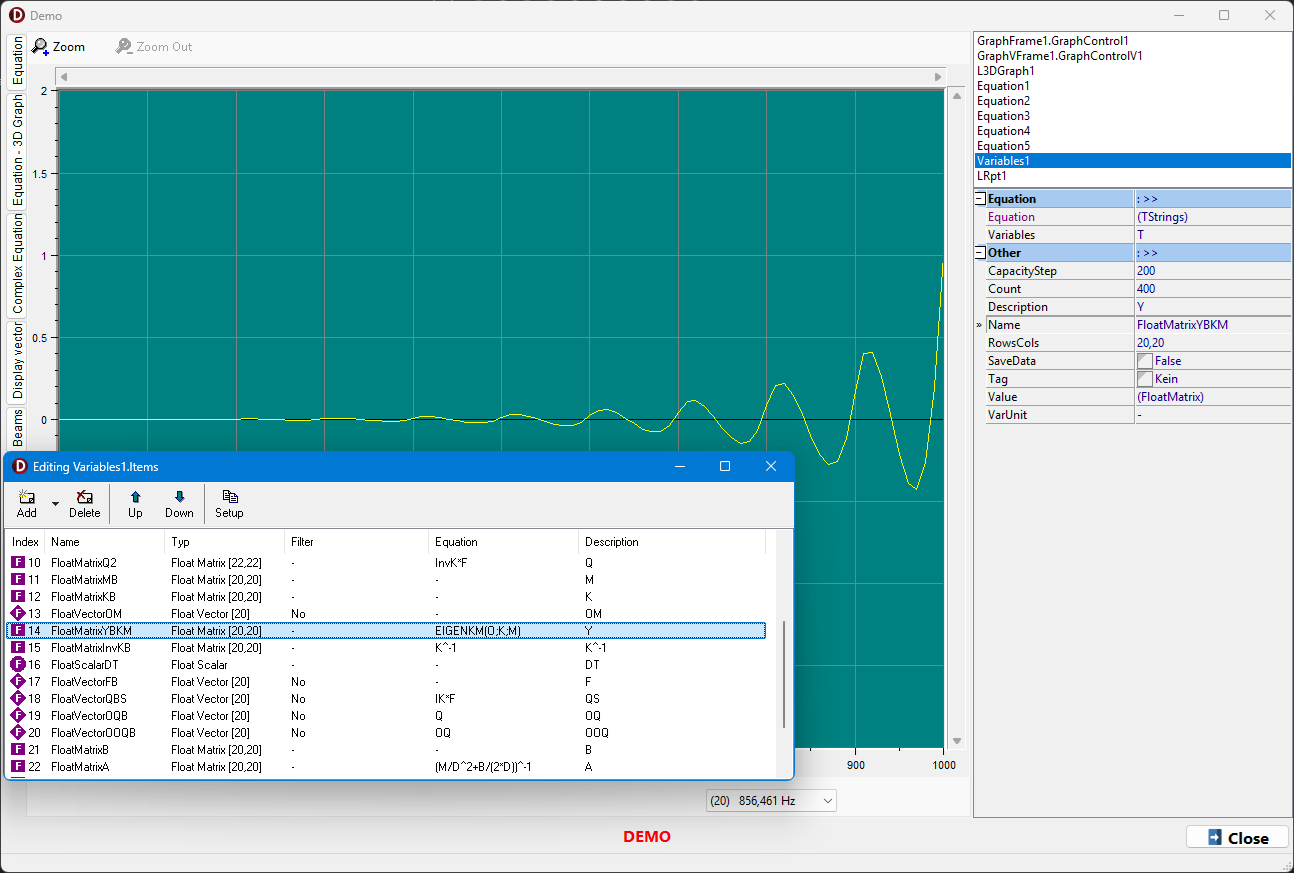 Demo
Zoom
Zoom Out
Equation
Equation - 3D Graph
Complex Equation
Display vector
Beams
2
1.5
1
0.5
0
900
1000
(20) 856,461 Hz
GraphFrame1.GraphControl1
GraphVFrame1.GraphControlV1
L3DGraph1
Equation1
Equation2
Equation3
Equation4
Equation5
Variables1
LRpt1
Equation : >>
Equation (TStrings)
Variables T
Other : >>
CapacityStep 200
Count 400
Description Y
» Name FloatMatrixYBKM
RowsCols 20,20
SaveData False
Tag Kein
Value (FloatMatrix)
VarUnit -
Editing Variables1.Items
Add Delete Up Down Setup
Index Name Typ Filter Equation Description
F 10 FloatMatrixQ2 Float Matrix [22,22] - InvK*F Q
F 11 FloatMatrixMB Float Matrix [20,20] - - M
F 12 FloatMatrixKB Float Matrix [20,20] - - K
F 13 FloatVectorOM Float Vector [20] No - OM
F 14 FloatMatrixYBKM Float Matrix [20,20] - EIGENKM(O;K;M) Y
F 15 FloatMatrixInvKB Float Matrix [20,20] - K^-1 K^-1
F 16 FloatScalarDT Float Scalar - - DT
F 17 FloatVectorFB Float Vector [20] No - F
F 18 FloatVectorQBS Float Vector [20] No IK*F QS
F 19 FloatVectorOQB Float Vector [20] No Q OQ
F 20 FloatVectorOOQB Float Vector [20] No OQ OOQ
F 21 FloatMatrixB Float Matrix [20,20] - - B
F 22 FloatMatrixA Float Matrix [20,20] - (M/D^2+B/(2*D))^-1 A
DEMO
Close